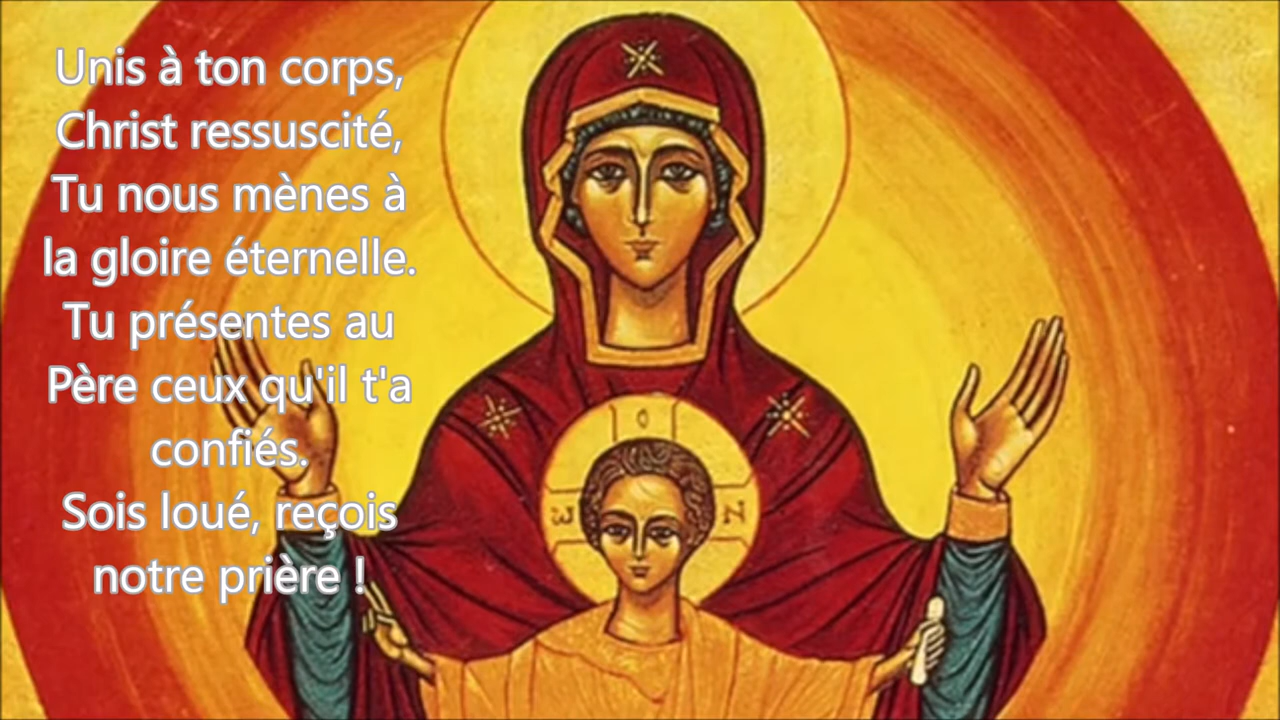 Unis à ton corps,
Christ ressuscité,
Tu nous mènes à
la gloire éternelle.
Tu présentes au
Père ceux qu'il t'a
confiés.
Sois loué, reçois
notre prière !
O
ω N